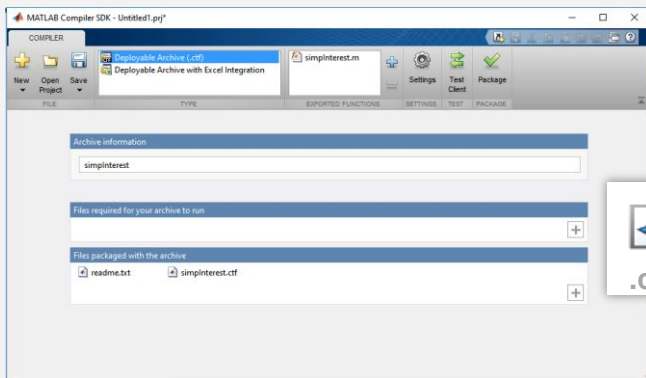 MATLAB Compiler SDK - Untitled1.prj*
COMPILER
Deployable Archive (.ctf)
Deployable Archive with Excel Integration
simpInterest.m
New
Open Project
Save
Settings
Test Client
Package
FILE
TYPE
EXPORTED FUNCTIONS
SETTINGS
TEST
PACKAGE
Archive information
simpInterest
Files required for your archive to run
Files packaged with the archive
readme.txt
simpInterest.ctf